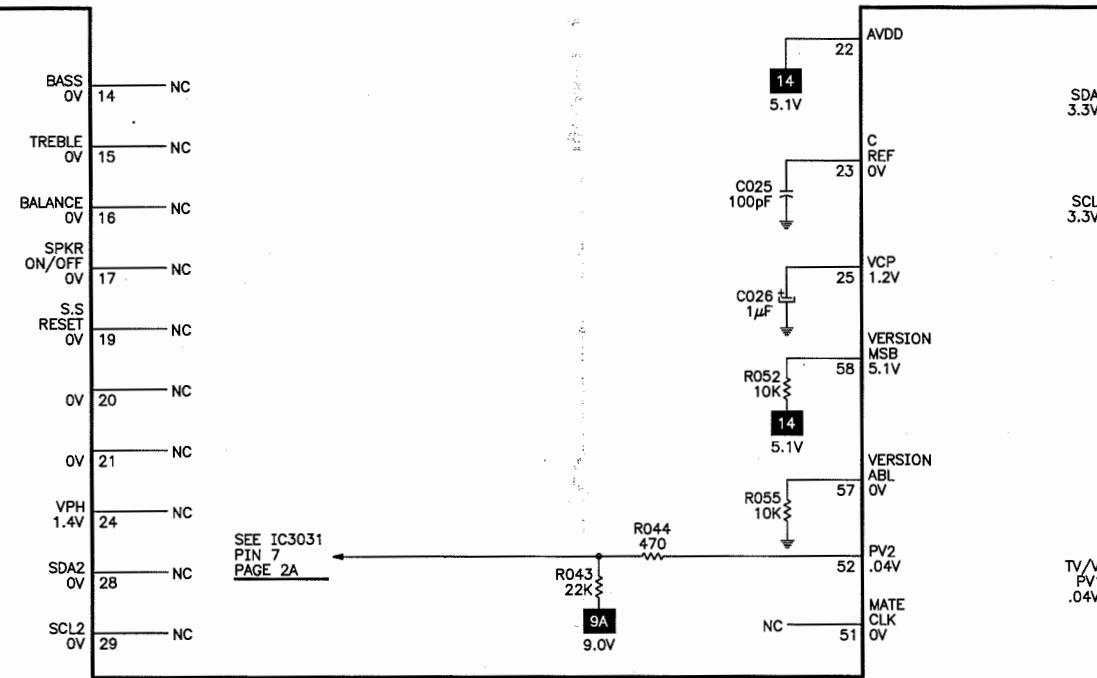 BASS
0V 14 NC
TREBLE
0V 15 NC
BALANCE
0V 16 NC
SPKR
ON/OFF
0V 17 NC
S.S
RESET
0V 19 NC
0V 20 NC
0V 21 NC
VPH
1.4V 24 NC
SDA2
0V 28 NC
SCL2
0V 29 NC
SEE IC3031
PIN 7
PAGE 2A
R043
22K
9A
9.0V
R044
470
22 AVDD
14
5.1V
C
REF
23 0V
C025
100pF
VCP
25 1.2V
C026 +
1µF
VERSION
MSB
58 5.1V
R052
10K
14
5.1V
VERSION
ABL
57 0V
R055
10K
PV2
52 .04V
MATE
CLK
NC 51 0V
SDA
3.3V
SCL
3.3V
TV/V
PV1
.04V